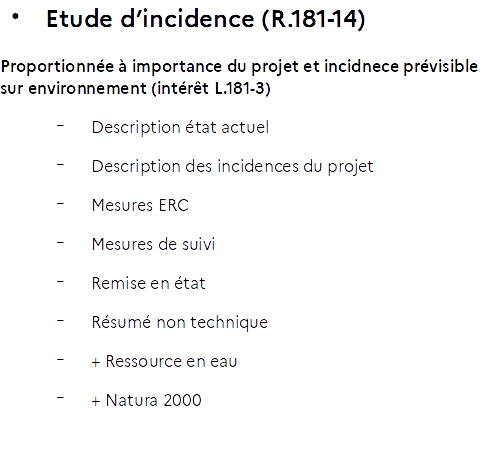 • Etude d’incidence (R.181-14)
Proportionnée à importance du projet et incidnece prévisible
sur environnement (intérêt L.181-3)
– Description état actuel
– Description des incidences du projet
– Mesures ERC
– Mesures de suivi
– Remise en état
– Résumé non technique
– + Ressource en eau
– + Natura 2000